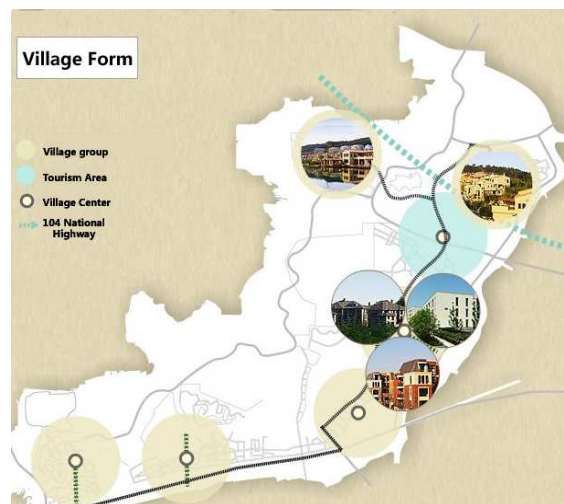 Village Form
Village group
Tourism Area
Village Center
104 National
Highway